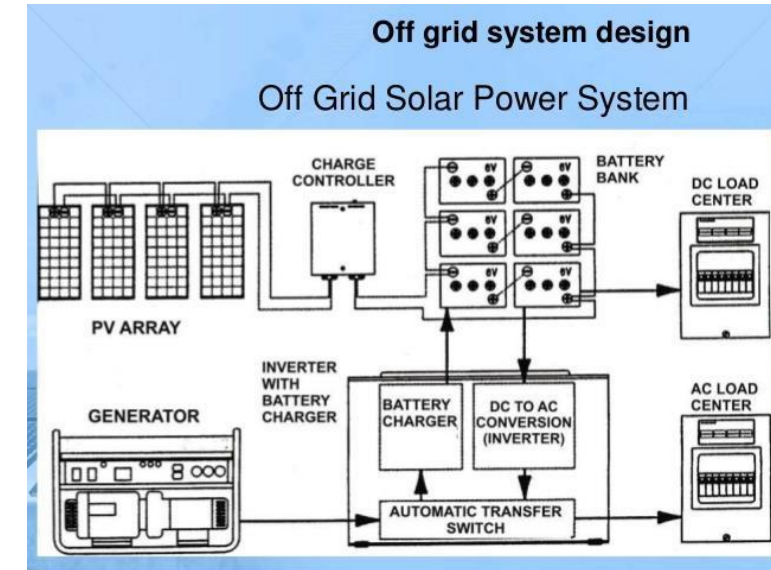 Off grid system design
Off Grid Solar Power System
CHARGE
CONTROLLER
6V
6V
6V
6V
6V
6V
BATTERY
BANK
DC LOAD
CENTER
PV ARRAY
INVERTER
WITH
BATTERY
CHARGER
BATTERY
CHARGER
DC TO AC
CONVERSION
(INVERTER)
AC LOAD
CENTER
GENERATOR
AUTOMATIC TRANSFER
SWITCH